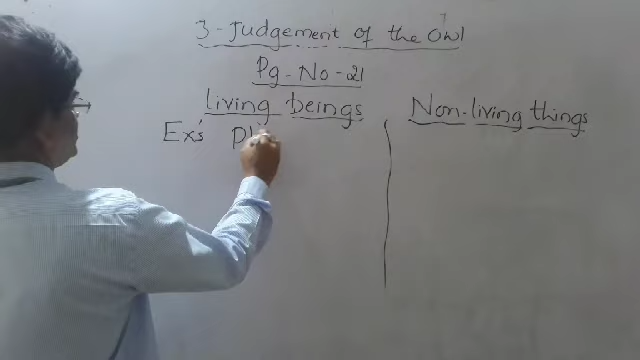 3 - Judgement of the Owl
Pg - No - 21
living beings
Non-living things
Ex's Pl